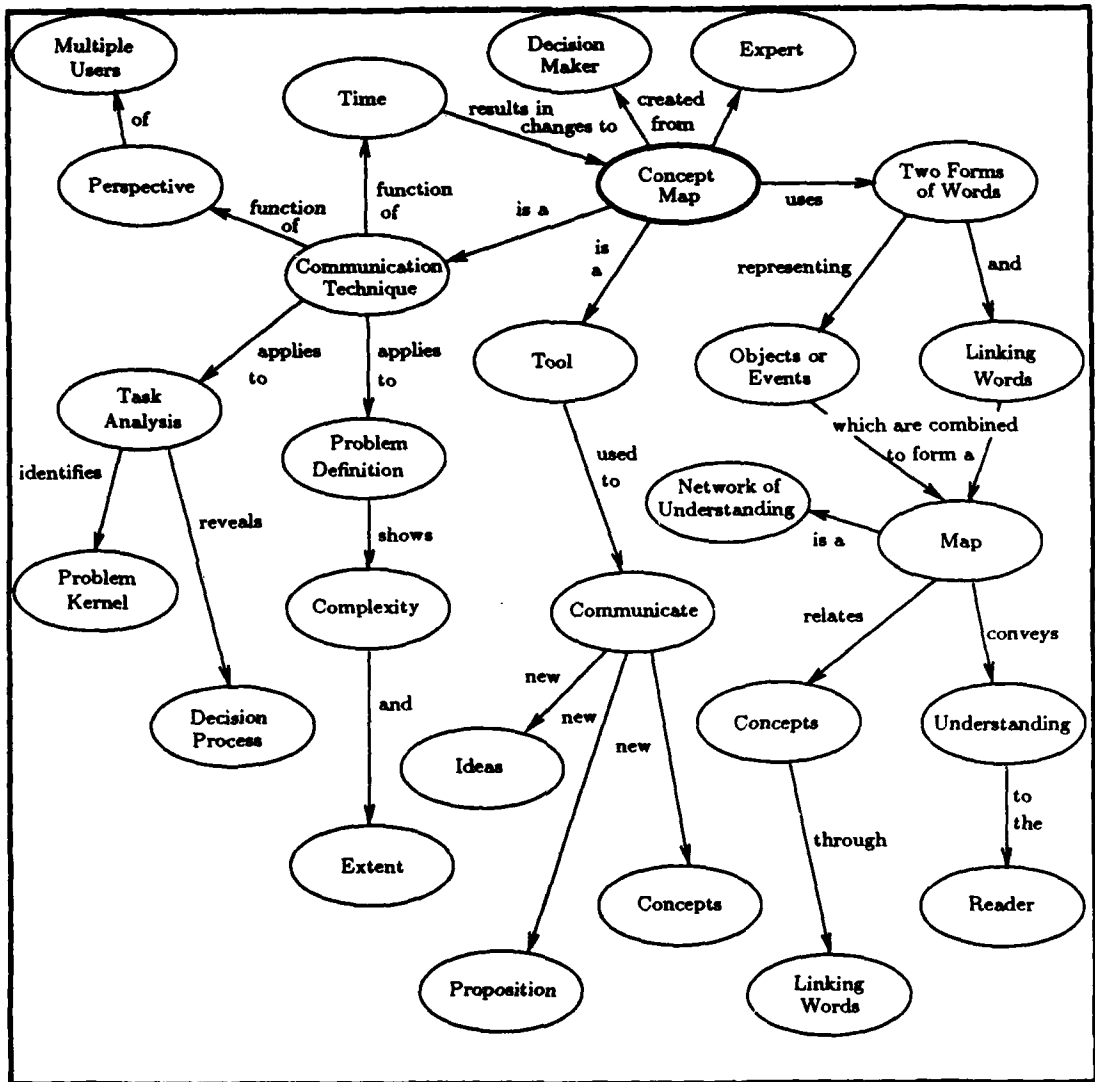 Multiple
Users
Decision
Maker
Expert
Time
results in
changes to
created
from
of
Perspective
function
of
function
of
is a
Concept
Map
uses
Two Forms
of Words
Communication
Technique
is
a
representing
and
applies
to
applies
to
Tool
Objects or
Events
Linking
Words
Task
Analysis
which are combined
to form a
Problem
Definition
used
to
identifies
reveals
Network of
Understanding
is a
Map
shows
Problem
Kernel
Complexity
Communicate
relates
conveys
new
new
new
and
Decision
Process
Ideas
Concepts
Understanding
to
the
through
Extent
Concepts
Reader
Proposition
Linking
Words